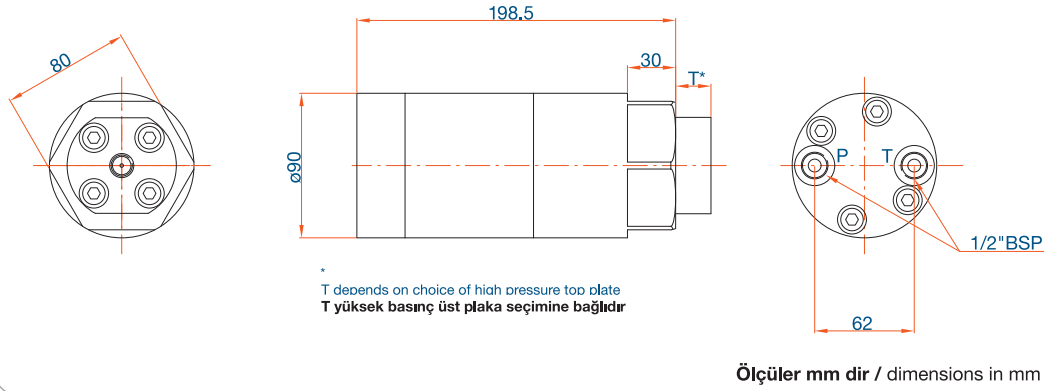 198.5
80
30
T*
ø90
P T
1/2"BSP
*
T depends on choice of high pressure top plate
T yüksek basınç üst plaka seçimine bağlıdır
62
Ölçüler mm dir / dimensions in mm